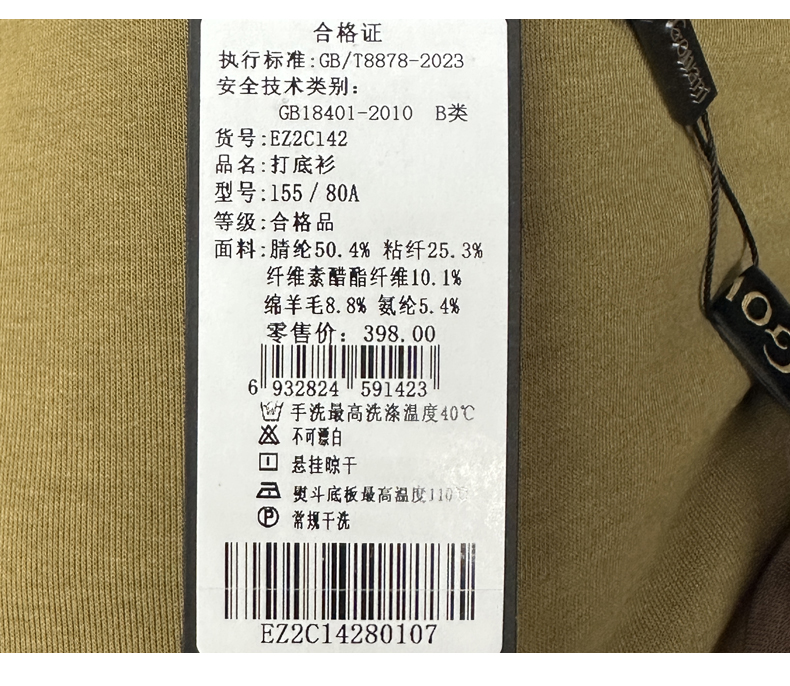 合格证
执行标准:GB/T8878-2023
安全技术类别:
GB18401-2010 B类
货号:EZ2C142
品名:打底衫
型号:155/80A
等级:合格品
面料:腈纶50.4% 粘纤25.3%
纤维素醋酯纤维10.1%
绵羊毛8.8% 氨纶5.4%
零售价: 398.00
6 932824 591423
手洗最高洗涤温度40℃
不可漂白
悬挂晾干
熨斗底板最高温度110℃
常规干洗
EZ2C14280107